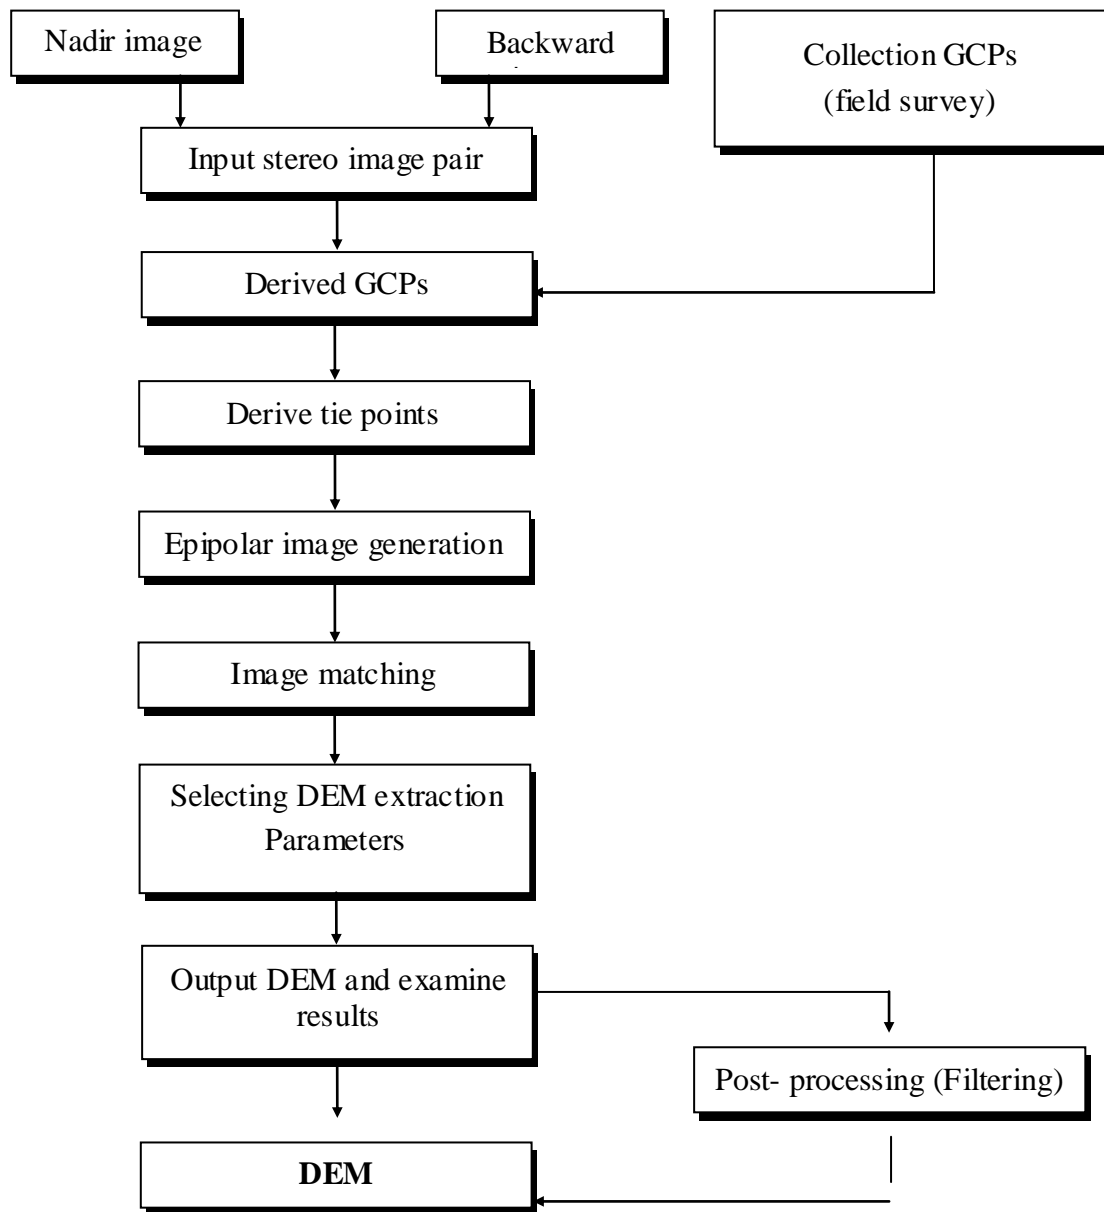 Nadir image
Backward
Collection GCPs
(field survey)
Input stereo image pair
Derived GCPs
Derive tie points
Epipolar image generation
Image matching
Selecting DEM extraction
Parameters
Output DEM and examine
results
Post- processing (Filtering)
DEM